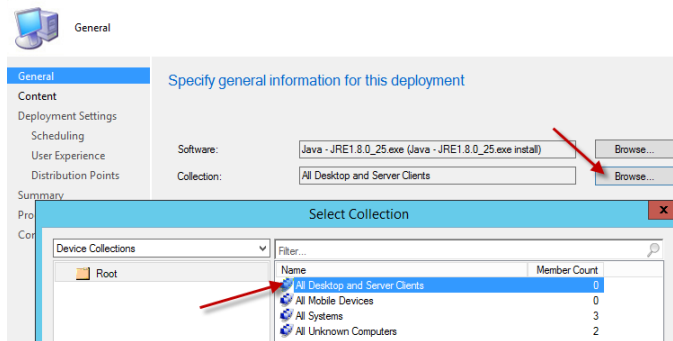 General
General
Specify general information for this deployment
Content
Deployment Settings
Scheduling
User Experience
Software: Java - JRE1.8.0_25.exe (Java - JRE1.8.0_25.exe install) Browse...
Distribution Points
Collection: All Desktop and Server Clients Browse...
Summary
Pro
Select Collection x
Con
Device Collections Filter...
Root
Name Member Count
All Desktop and Server Clients 0
All Mobile Devices 0
All Systems 3
All Unknown Computers 2